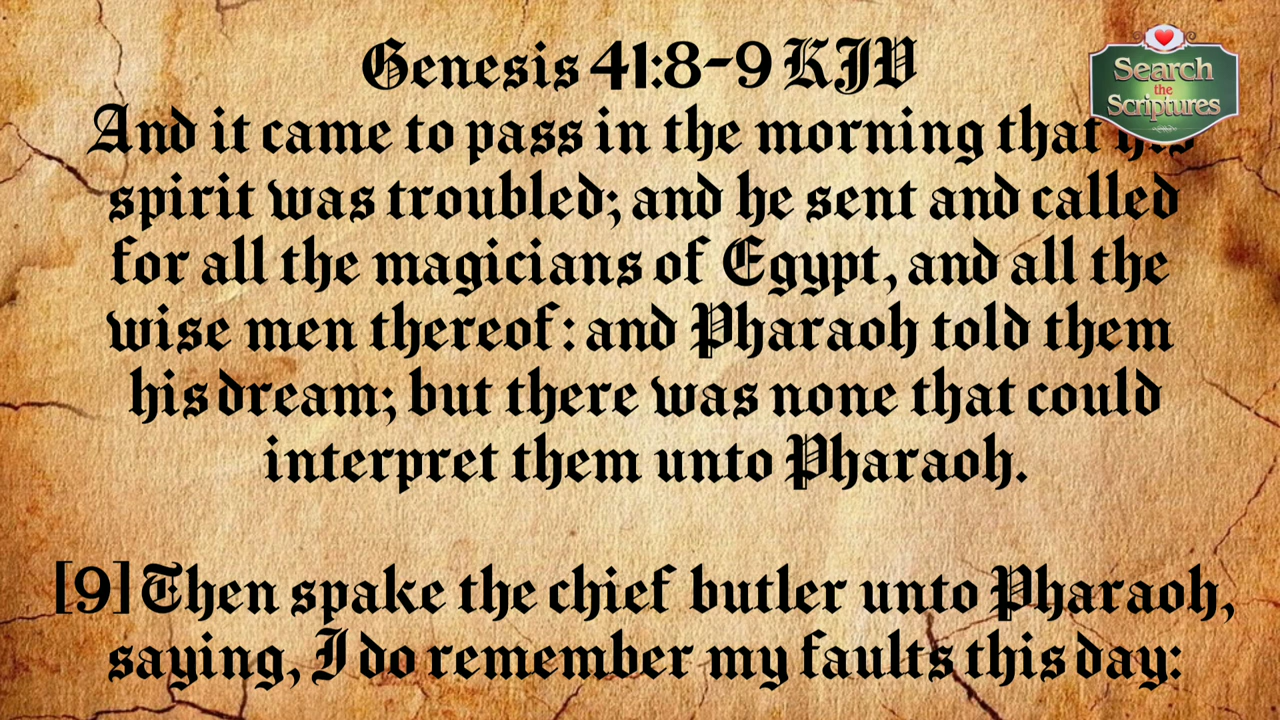 Genesis 41:8-9 KJV
And it came to pass in the morning that his
spirit was troubled; and he sent and called
for all the magicians of Egypt, and all the
wise men thereof: and Pharaoh told them
his dream; but there was none that could
interpret them unto Pharaoh.
[9] Then spake the chief butler unto Pharaoh,
saying, I do remember my faults this day:
Search
the
Scriptures